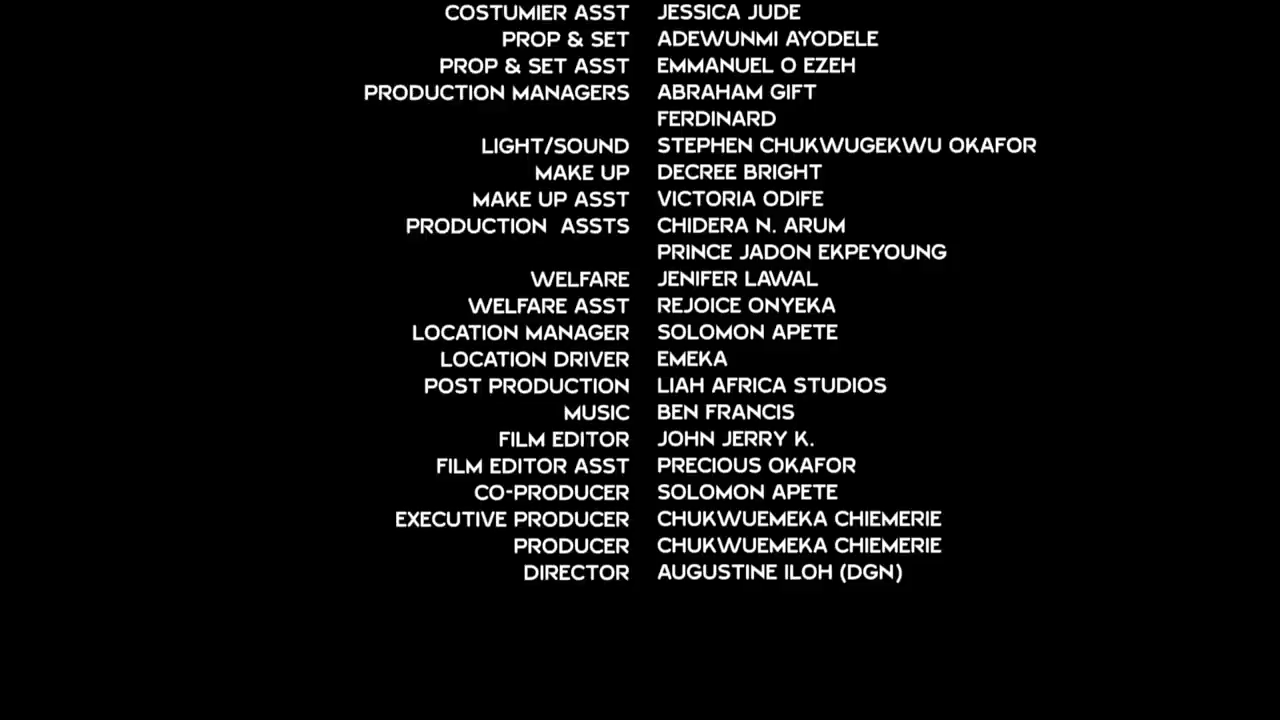 COSTUMIER ASST JESSICA JUDE
PROP & SET ADEWUNMI AYODELE
PROP & SET ASST EMMANUEL O EZEH
PRODUCTION MANAGERS ABRAHAM GIFT
FERDINARD
LIGHT/SOUND STEPHEN CHUKWUGEKWU OKAFOR
MAKE UP DECREE BRIGHT
MAKE UP ASST VICTORIA ODIFE
PRODUCTION ASSTS CHIDERA N. ARUM
PRINCE JADON EKPEYOUNG
WELFARE JENIFER LAWAL
WELFARE ASST REJOICE ONYEKA
LOCATION MANAGER SOLOMON APETE
LOCATION DRIVER EMEKA
POST PRODUCTION LIAH AFRICA STUDIOS
MUSIC BEN FRANCIS
FILM EDITOR JOHN JERRY K.
FILM EDITOR ASST PRECIOUS OKAFOR
CO-PRODUCER SOLOMON APETE
EXECUTIVE PRODUCER CHUKWUEMEKA CHIEMERIE
PRODUCER CHUKWUEMEKA CHIEMERIE
DIRECTOR AUGUSTINE ILOH (DGN)